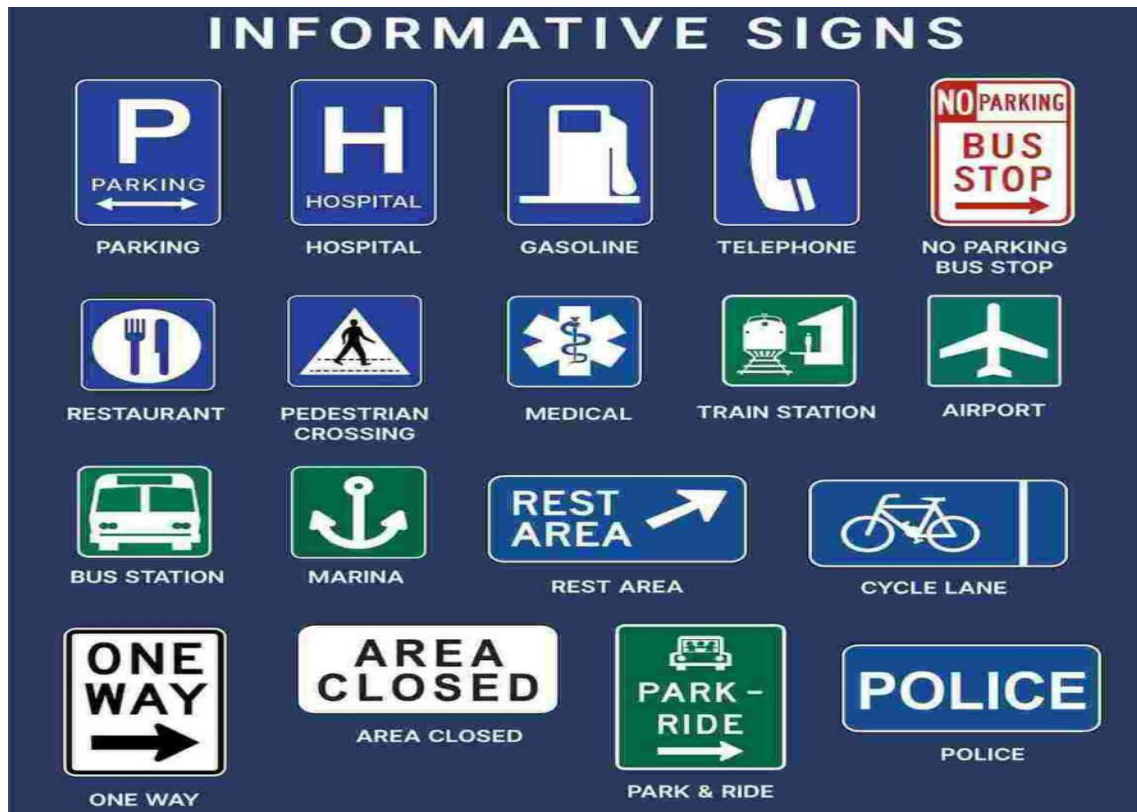 INFORMATIVE SIGNS
P
PARKING
H
HOSPITAL
NO PARKING
BUS
STOP
PARKING
HOSPITAL
GASOLINE
TELEPHONE
NO PARKING
BUS STOP
RESTAURANT
PEDESTRIAN
CROSSING
MEDICAL
TRAIN STATION
AIRPORT
REST
AREA
BUS STATION
MARINA
REST AREA
CYCLE LANE
ONE
WAY
AREA
CLOSED
PARK -
RIDE
POLICE
ONE WAY
AREA CLOSED
PARK & RIDE
POLICE